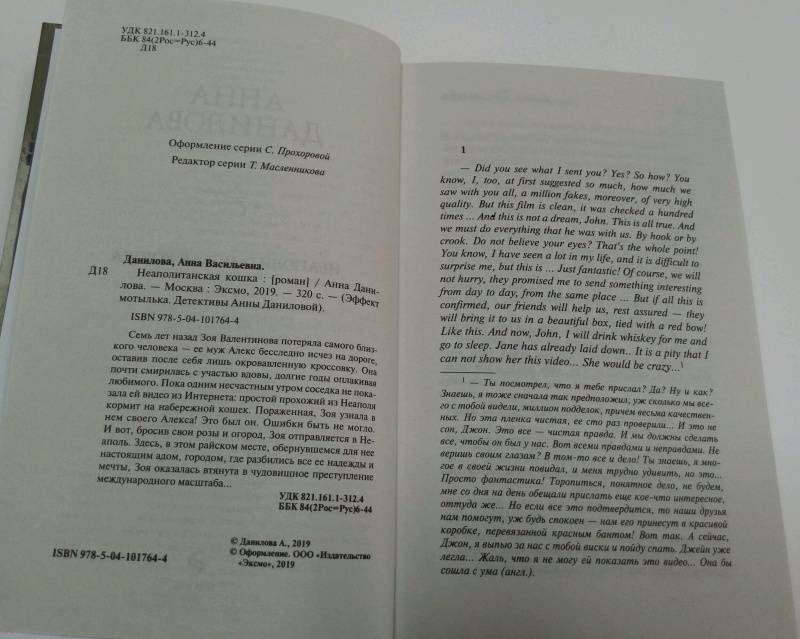 УДК 821.161.1-312.4
ББК 84(2Рос=Рус)6-44
Д18
Оформление серии С. Прохоровой
Редактор серии Т. Масленникова
Данилова, Анна Васильевна.
Д18 Неаполитанская кошка : [роман] / Анна Дани-
лова. — Москва : Эксмо, 2019. — 320 с. — (Эффект
мотылька. Детективы Анны Даниловой).
ISBN 978-5-04-101764-4
Семь лет назад Зоя Валентинова потеряла самого близ-
кого человека — ее муж Алекс бесследно исчез на дороге,
оставив после себя лишь окровавленную кроссовку. Она
почти смирилась с участью вдовы, долгие годы оплакивая
любимого. Пока одним несчастным утром соседка не пока-
зала ей видео из Интернета: простой прохожий из Неаполя
кормит на набережной кошек. Пораженная, Зоя узнала в
нем своего Алекса! Это был он. Ошибки быть не могло.
И вот, бросив свои розы и огород, Зоя отправляется в Не-
аполь. Здесь, в этом райском месте, обернувшемся для нее
настоящим адом, городом, где разбились все ее надежды и
мечты, Зоя оказалась втянута в чудовищное преступление
международного масштаба...
УДК 821.161.1-312.4
ББК 84(2Рос=Рус)6-44
© Данилова А., 2019
© Оформление. ООО «Издательство
«Эксмо», 2019
ISBN 978-5-04-101764-4
1
— Did you see what I sent you? Yes? So how? You
know, I, too, at first suggested so much, how much we
saw with you all, a million fakes, moreover, of very high
quality. But this film is clean, it was checked a hundred
times ... And this is not a dream, John. This is all true. And
we must do everything that he was with us. By hook or by
crook. Do not believe your eyes? That's the whole point!
You know, I have seen a lot in my life, and it is difficult to
surprise me, but this is ... Just fantastic! Of course, we will
not hurry, they promised me to send something interesting
from day to day, from the same place ... But if all this is
confirmed, our friends will help us, rest assured — they
will bring it to us in a beautiful box, tied with a red bow!
Like this. And now, John, I will drink whiskey for me and
go to sleep. Jane has already laid down.. It is a pity that I
can not show her this video... She would be crazy...¹
¹ — Ты посмотрел, что я тебе прислал? Да? Ну и как?
Знаешь, я тоже сначала так предположил, уж сколько мы все-
го с тобой видели, миллион подделок, причем весьма качествен-
ных. Но эта пленка чистая, ее сто раз проверили... И это не
сон, Джон. Это все — чистая правда. И мы должны сделать
все, чтобы он был у нас. Вот всеми правдами и неправдами. Не
веришь своим глазам? В том-то все и дело! Ты знаешь, я мно-
гое в своей жизни повидал, и меня трудно удивить, но это...
Просто фантастика! Торопиться, понятное дело, не будем,
мне со дня на день обещали прислать еще кое-что интересное,
оттуда же... Но если все это подтвердится, то наши друзья
нам помогут, уж будь спокоен — нам его принесут в красивой
коробке, перевязанной красным бантом! Вот так. А сейчас,
Джон, я выпью за нас с тобой виски и пойду спать. Джейн уже
легла... Жаль, что я не могу ей показать это видео... Она бы
сошла с ума (англ.).